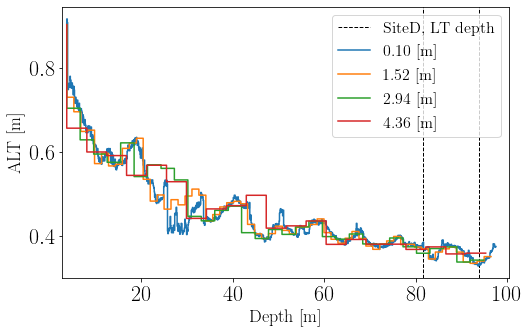 SiteD, LT depth
0.10 [m]
1.52 [m]
2.94 [m]
4.36 [m]
ALT [m]
0.8
0.6
0.4
20
40
60
80
100
Depth [m]